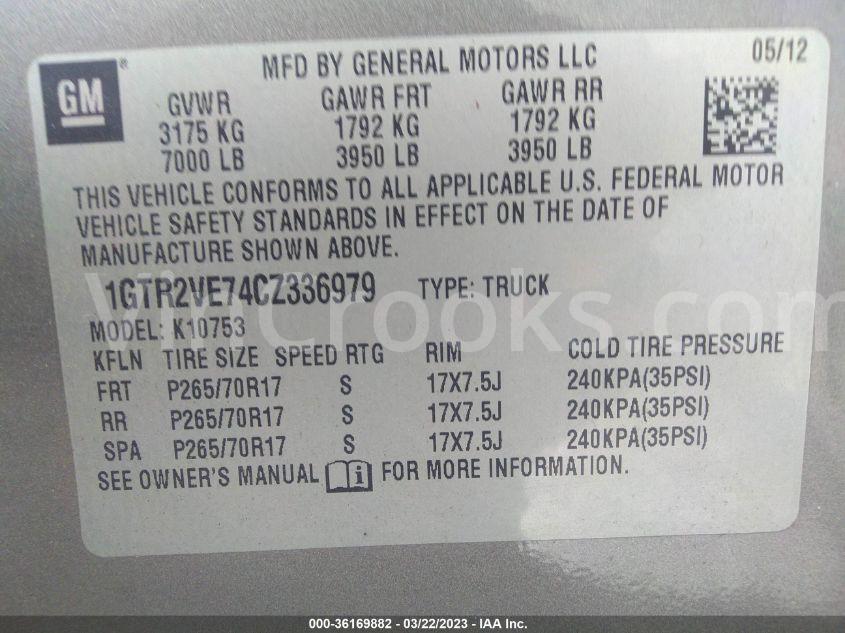 GM®
MFD BY GENERAL MOTORS LLC
05/12
GVWR GAWR FRT GAWR RR
3175 KG 1792 KG 1792 KG
7000 LB 3950 LB 3950 LB
THIS VEHICLE CONFORMS TO ALL APPLICABLE U.S. FEDERAL MOTOR
VEHICLE SAFETY STANDARDS IN EFFECT ON THE DATE OF
MANUFACTURE SHOWN ABOVE.
1GTR2VE74CZ336979 TYPE: TRUCK
VinCrooks.com
MODEL: K10753
KFLN TIRE SIZE SPEED RTG RIM COLD TIRE PRESSURE
FRT P265/70R17 S 17X7.5J 240KPA(35PSI)
RR P265/70R17 S 17X7.5J 240KPA(35PSI)
SPA P265/70R17 S 17X7.5J 240KPA(35PSI)
SEE OWNER'S MANUAL i FOR MORE INFORMATION.
000-36169882 - 03/22/2023 - IAA Inc.